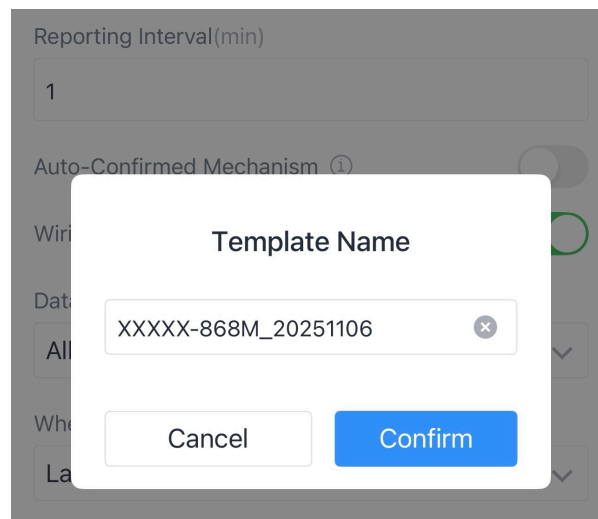 Reporting Interval(min)
1
Auto-Confirmed Mechanism
Template Name
XXXXX-868M_20251106
Cancel
Confirm